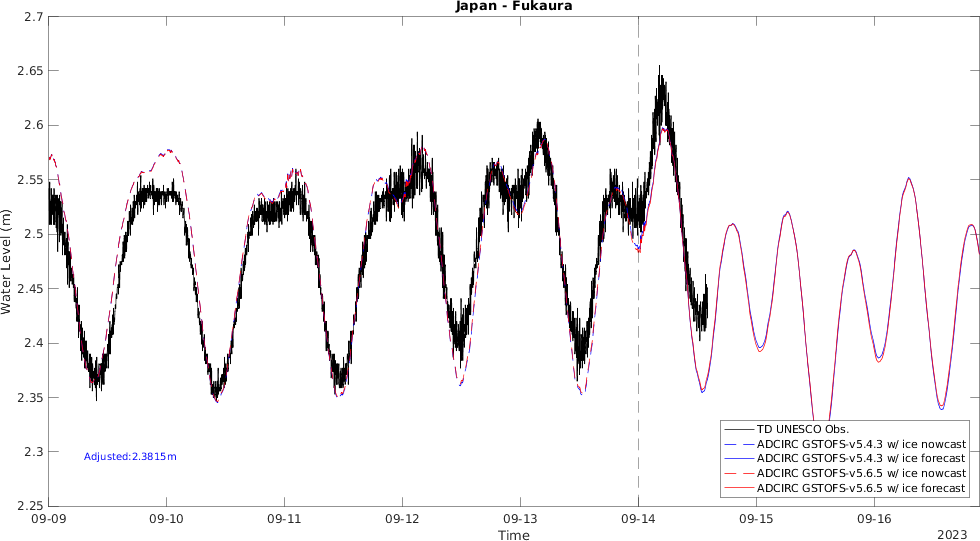 Japan - Fukaura
2.7
2.65
2.6
2.55
2.5
2.45
2.4
2.35
2.3
2.25
Water Level (m)
Adjusted:2.3815m
TD UNESCO Obs.
ADCIRC GSTOFS-v5.4.3 w/ ice nowcast
ADCIRC GSTOFS-v5.4.3 w/ ice forecast
ADCIRC GSTOFS-v5.6.5 w/ ice nowcast
ADCIRC GSTOFS-v5.6.5 w/ ice forecast
09-09 09-10 09-11 09-12 09-13 09-14 09-15 09-16
Time
2023